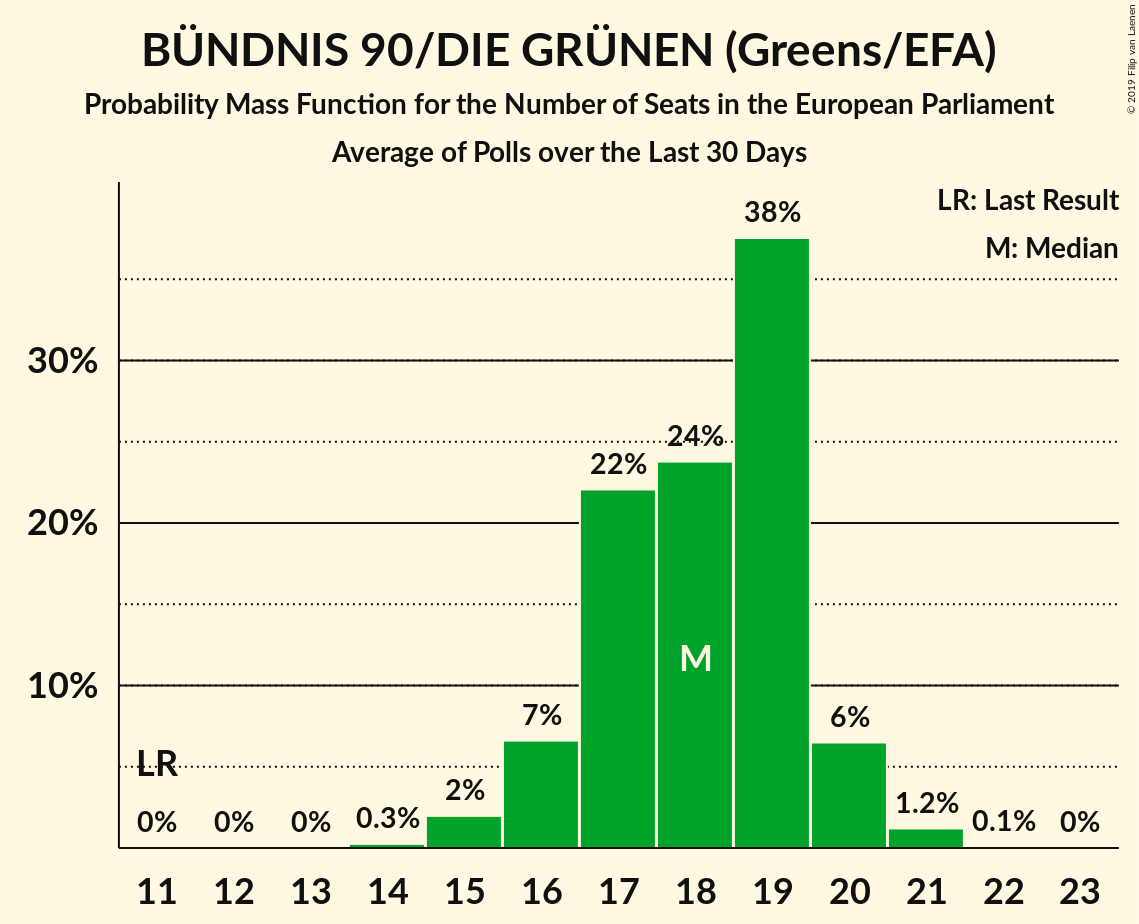 BÜNDNIS 90/DIE GRÜNEN (Greens/EFA)
Probability Mass Function for the Number of Seats in the European Parliament
Average of Polls over the Last 30 Days
© 2019 Filip van Laenen
LR: Last Result
M: Median
38%
30%
24%
22%
20%
M
10%
7%
6%
LR
2%
1.2%
0% 0% 0% 0.3% 0.1% 0%
11 12 13 14 15 16 17 18 19 20 21 22 23